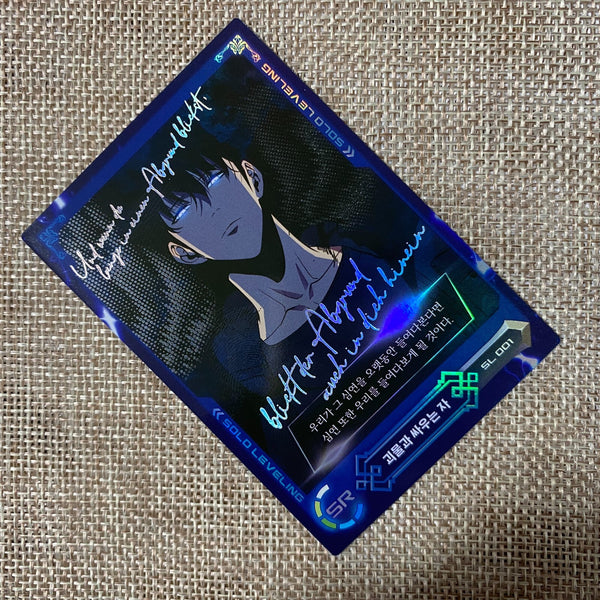 SOLO LEVELING
Und wenn du
lange in einen Abgrund blickst
blickt der Abgrund
auch in dich hinein
우리가 그 심연을 오랫동안 들여다본다면
심연 또한 우리를 들여다보게 될 것이다.
SL 001
괴물과 싸우는 자
SR
SOLO LEVELING